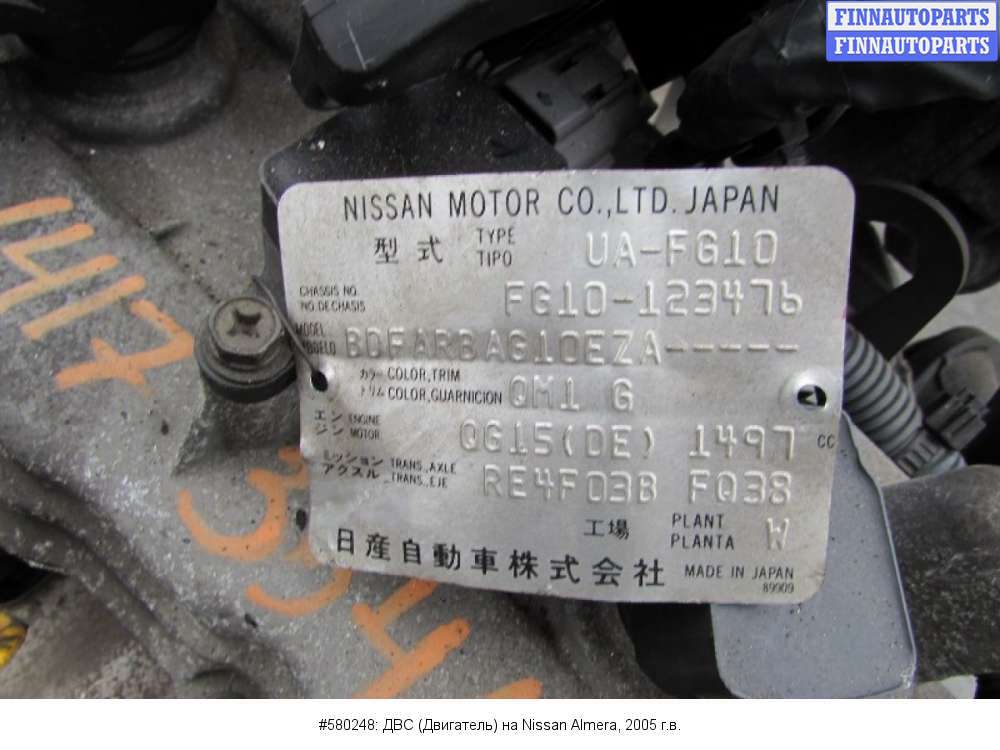 FINNAUTOPARTS
FINNAUTOPARTS
NISSAN MOTOR CO.,LTD. JAPAN
型式 TYPE TIPO UA-FG10
CHASSIS NO.
NO. DE CHASIS FG10-123476
MODEL
MODELO BDFARBAG10EZA-----
カラー COLOR,TRIM
トリム COLOR,GUARNICION QM1 G
エンジン ENGINE MOTOR QG15(DE) 1497 CC
ミッション TRANS.,AXLE
アクスル TRANS.,EJE RE4F03B FQ38
工場 PLANT PLANTA W
日産自動車株式会社 MADE IN JAPAN
89909
1417
#580248: ДВС (Двигатель) на Nissan Almera, 2005 г.в.